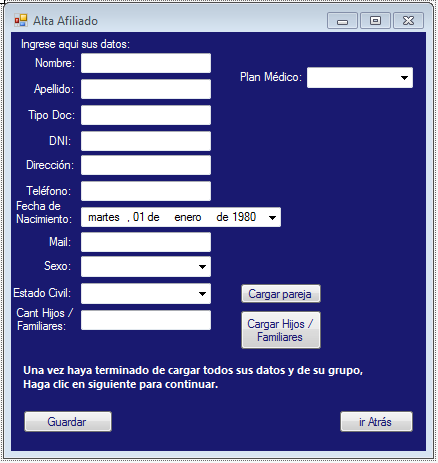 Alta Afiliado
Ingrese aqui sus datos:
Nombre:
Plan Médico:
Apellido:
Tipo Doc:
DNI:
Dirección:
Teléfono:
Fecha de
Nacimiento: martes , 01 de enero de 1980
Mail:
Sexo:
Estado Civil: Cargar pareja
Cant Hijos / Cargar Hijos /
Familiares: Familiares
Una vez haya terminado de cargar todos sus datos y de su grupo,
Haga clic en siguiente para continuar.
Guardar ir Atrás